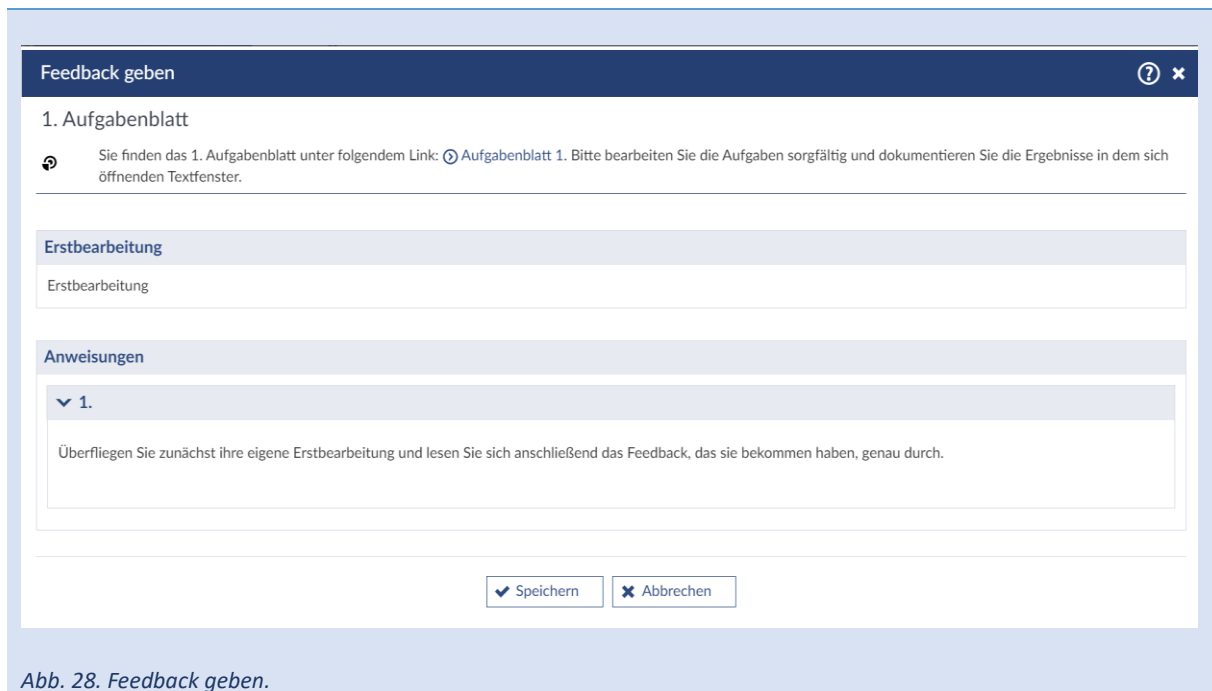 Feedback geben
1. Aufgabenblatt
Sie finden das 1. Aufgabenblatt unter folgendem Link: Aufgabenblatt 1. Bitte bearbeiten Sie die Aufgaben sorgfältig und dokumentieren Sie die Ergebnisse in dem sich
öffnenden Textfenster.
Erstbearbeitung
Erstbearbeitung
Anweisungen
1.
Überfliegen Sie zunächst ihre eigene Erstbearbeitung und lesen Sie sich anschließend das Feedback, das sie bekommen haben, genau durch.
Speichern Abbrechen
Abb. 28. Feedback geben.